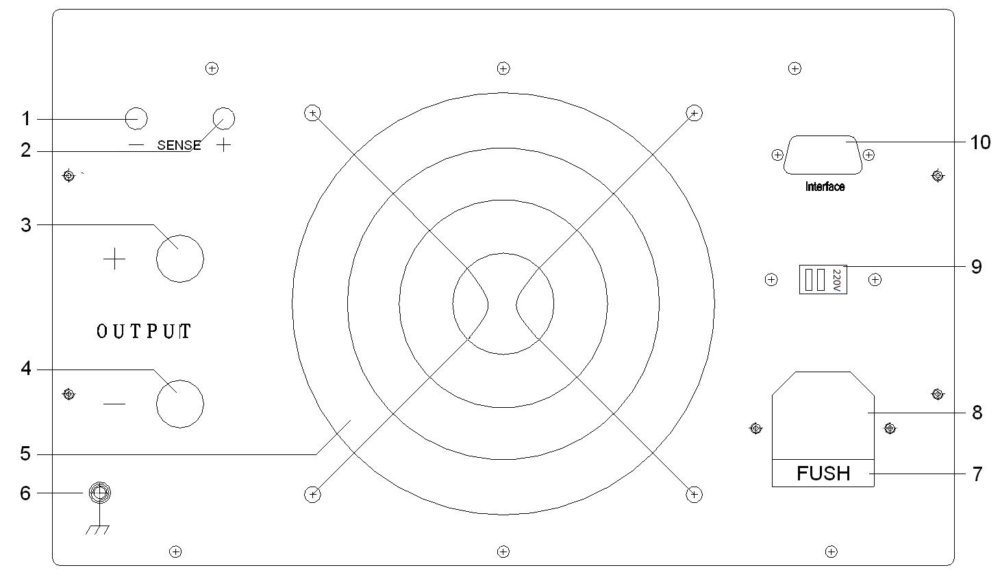 1
2
− SENSE +
10
Interface
3
+
9
220V
OUTPUT
4
−
8
5
7
FUSH
6